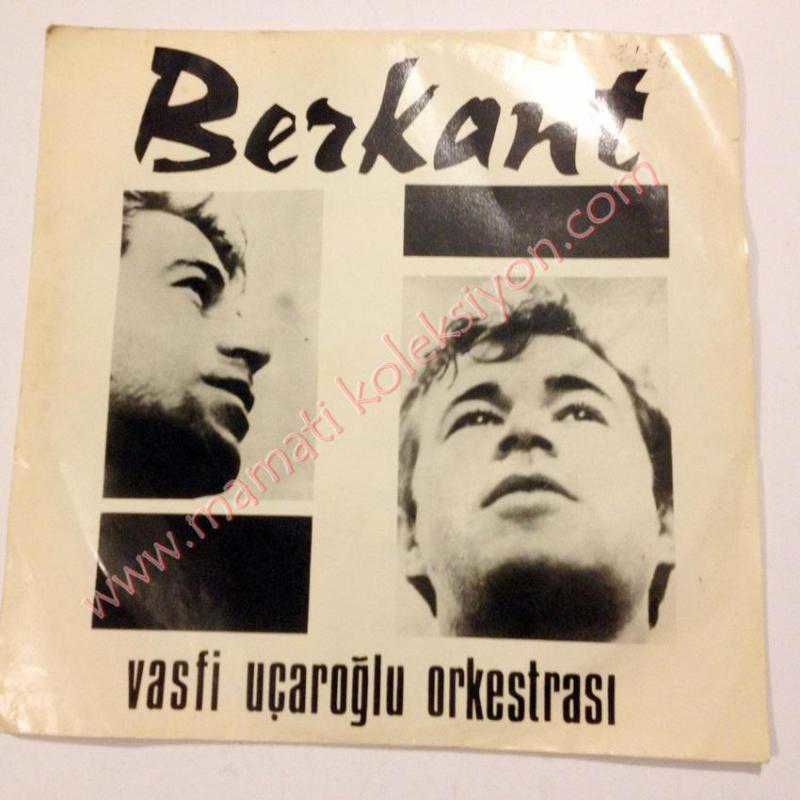 Berkant
www.mamati koleksiyon.com
vasfi uçaroğlu orkestrası